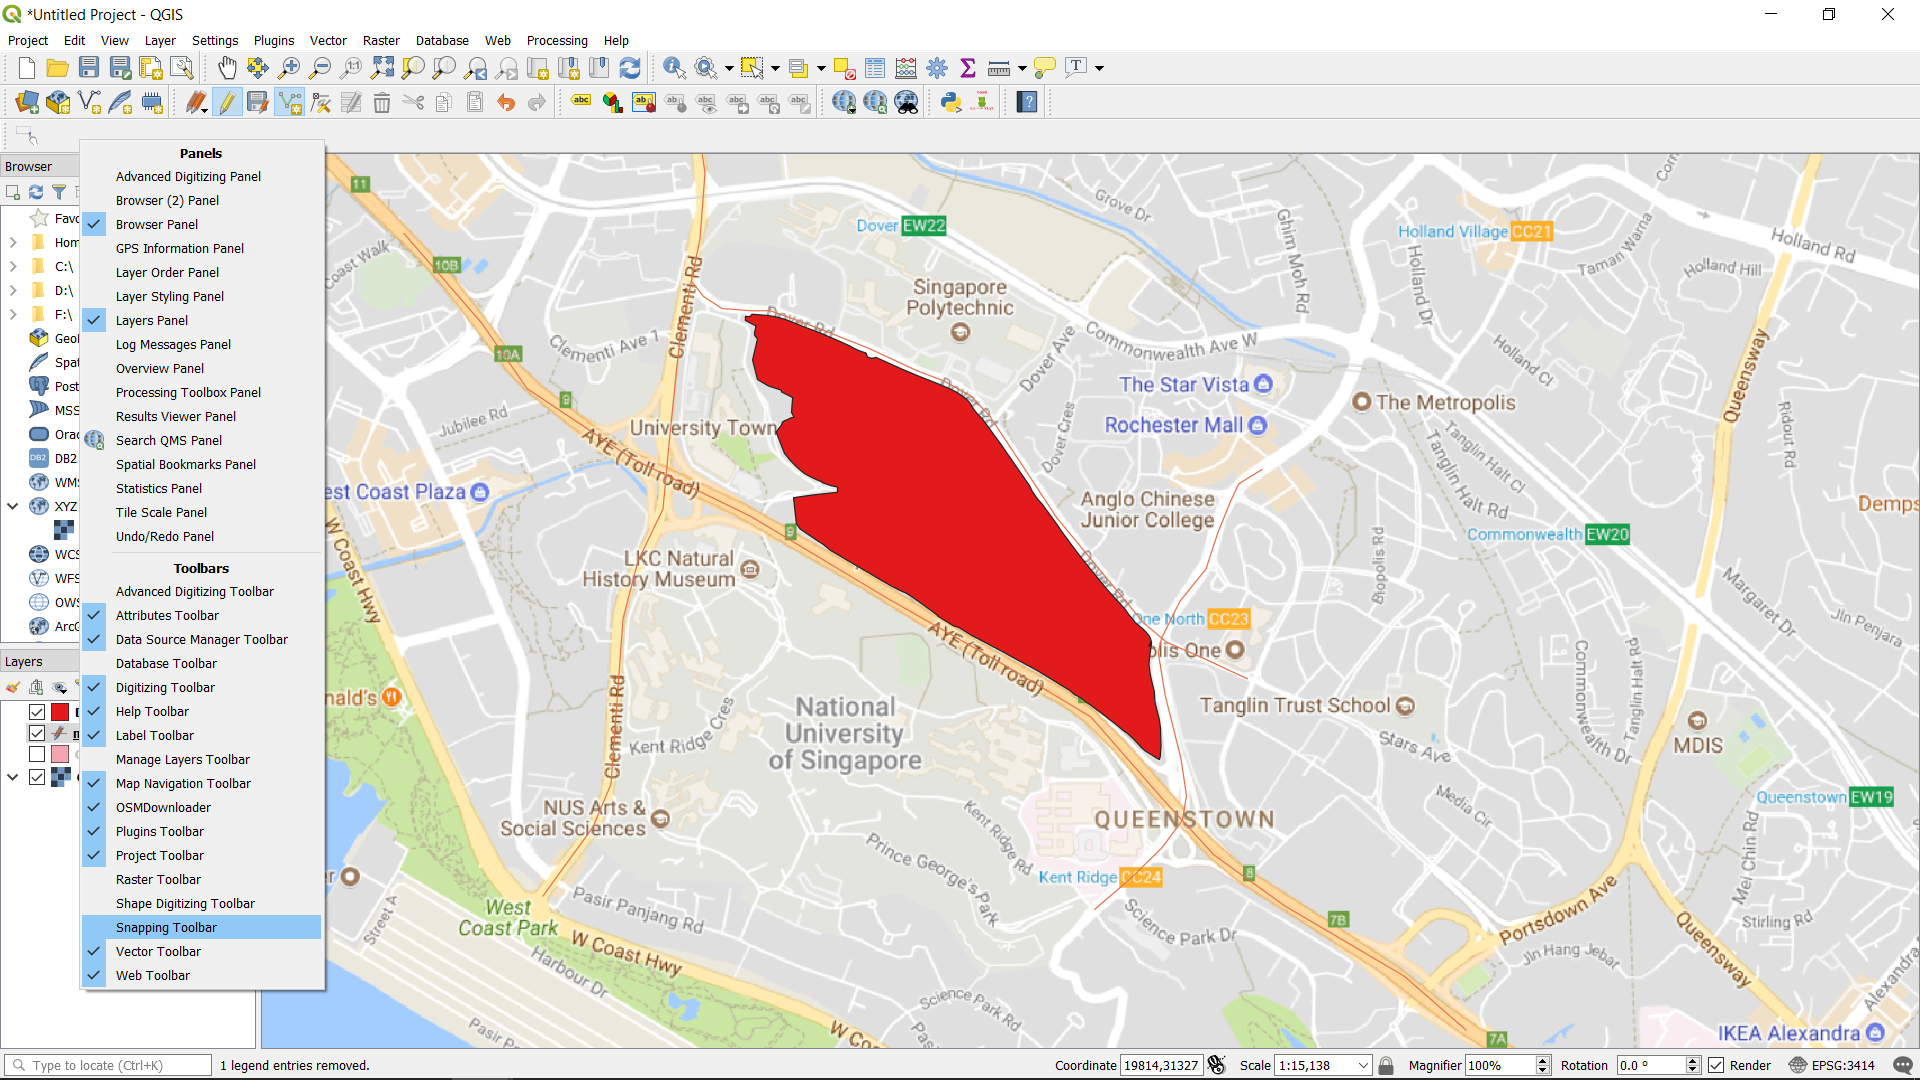 *Untitled Project - QGIS
Project Edit View Layer Settings Plugins Vector Raster Database Web Processing Help
Browser
Favo
Hom
C:\
D:\
F:\
Geol
Spat
Post
MSS
Orac
DB2
WMS
XYZ
WCS
WFS
OWS
ArcG
Layers
Panels
Advanced Digitizing Panel
Browser (2) Panel
Browser Panel
GPS Information Panel
Layer Order Panel
Layer Styling Panel
Layers Panel
Log Messages Panel
Overview Panel
Processing Toolbox Panel
Results Viewer Panel
Search QMS Panel
Spatial Bookmarks Panel
Statistics Panel
Tile Scale Panel
Undo/Redo Panel
Toolbars
Advanced Digitizing Toolbar
Attributes Toolbar
Data Source Manager Toolbar
Database Toolbar
Digitizing Toolbar
Help Toolbar
Label Toolbar
Manage Layers Toolbar
Map Navigation Toolbar
OSMDownloader
Plugins Toolbar
Project Toolbar
Raster Toolbar
Shape Digitizing Toolbar
Snapping Toolbar
Vector Toolbar
Web Toolbar
11
10B
10A
9
9
8
7B
7A
Coast Walk
Clementi Rd
Clementi Ave 1
Jubilee Rd
AYE (Toll road)
University Town
est Coast Plaza
W Coast Hwy
Dover EW22
Grove Dr
Singapore
Polytechnic
Dover Rd
Dover Rd
Dover Rd
Dover Ave
Dover Cres
Commonwealth Ave W
Ghim Moh Rd
Holland Village CC21
Holland Dr
Taman Warna
Holland Hill
Holland Rd
Holland Cl
Queensway
Ridout Rd
The Star Vista
Rochester Mall
The Metropolis
Tanglin Halt Cl
Tanglin Halt Rd
Anglo Chinese
Junior College
Demps
Commonwealth EW20
Biopolis Rd
Margaret Dr
Jln Penjara
LKC Natural
History Museum
One North CC23
olis One
AYE (Toll road)
Tanglin Trust School
Commonwealth Dr
Tanglin Halt Rd
Stars Ave
MDIS
nald's
Clementi Rd
Kent Ridge Cres
National
University
of Singapore
NUS Arts &
Social Sciences
QUEENSTOWN
Media Cir
Queenstown EW19
Mei Chin Rd
Kent Ridge Rd
Prince George's Park
Kent Ridge CC24
Science Park Dr
Portsdown Ave
Queensway
Stirling Rd
Jln Hang Jebat
Alexandra
West
Coast Park
Street A
Pasir Panjang Rd
W Coast Hwy
Harbour Dr
Science Park Rd
Pasir
W Co
IKEA Alexandra
Type to locate (Ctrl+K) 1 legend entries removed. Coordinate 19814,31327 Scale 1:15,138 Magnifier 100% Rotation 0.0 ° Render EPSG:3414